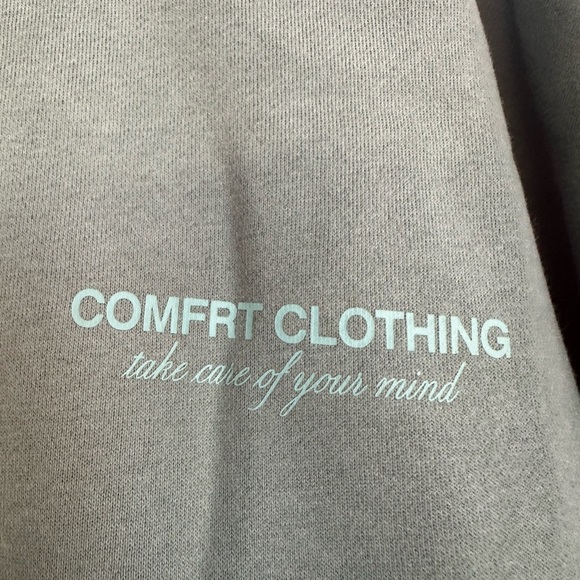 COMFRT CLOTHING
take care of your mind